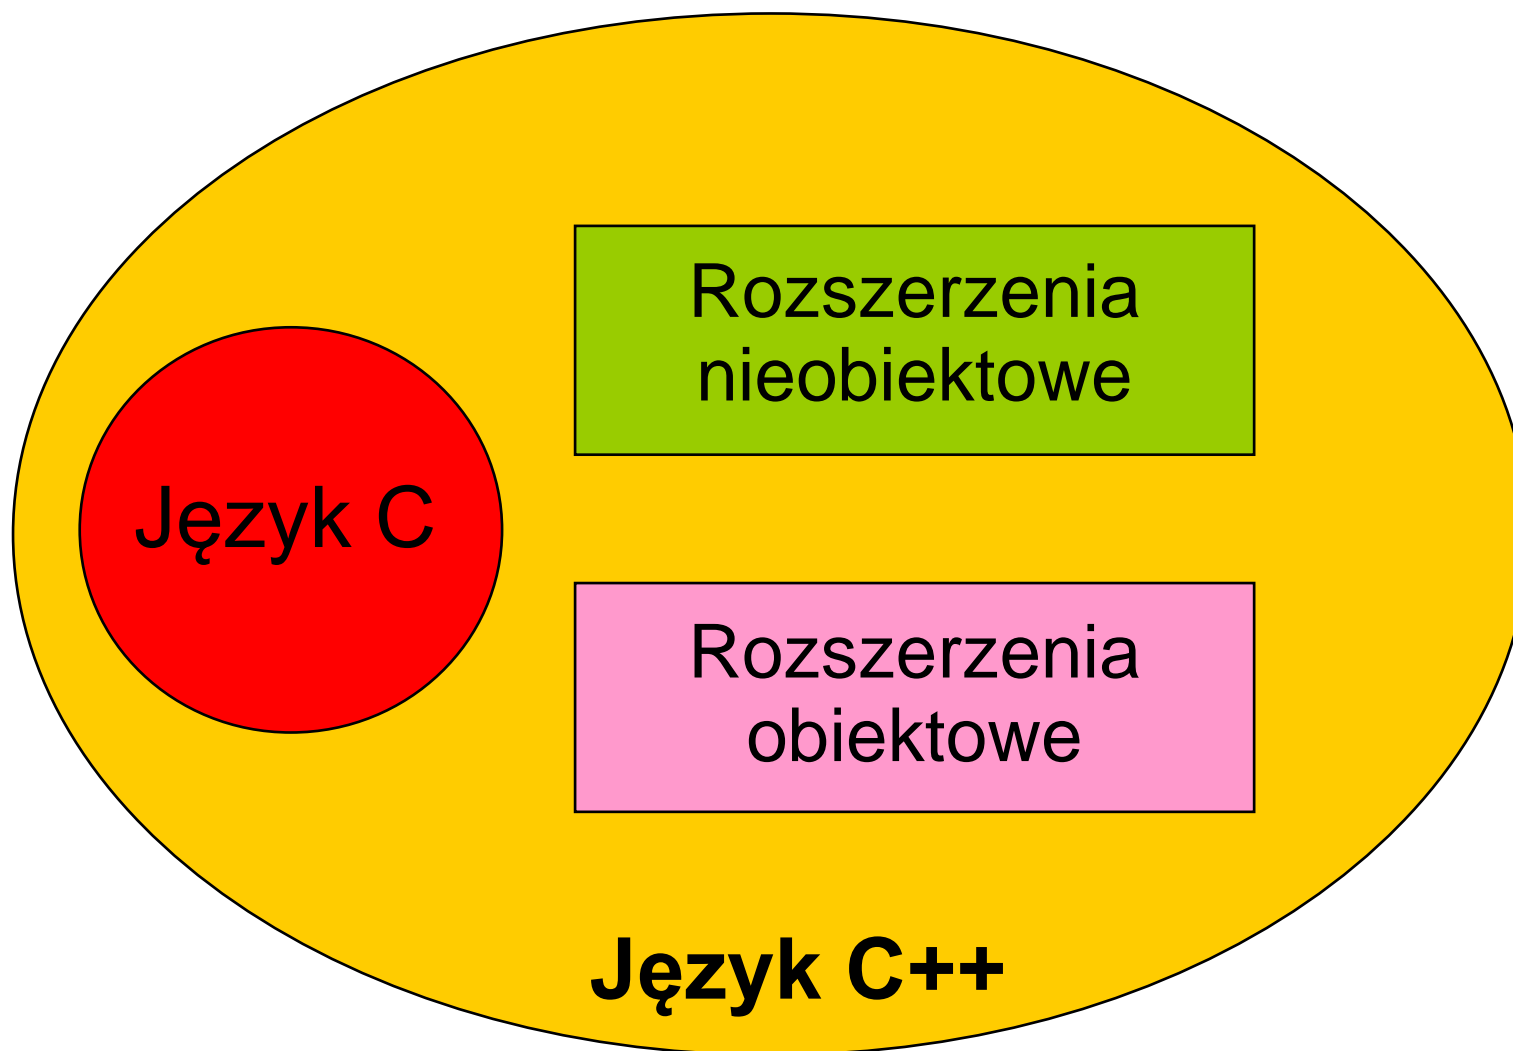 Rozszerzenia
nieobiektowe
Język C
Rozszerzenia
obiektowe
Język C++